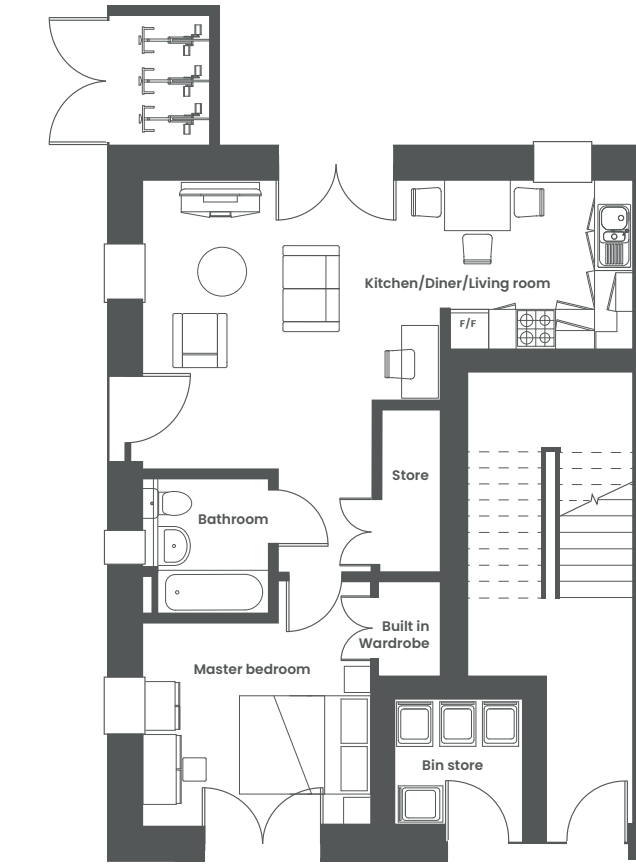 Kitchen/Diner/Living room
F/F
Store
Bathroom
Built in
Wardrobe
Master bedroom
Bin store